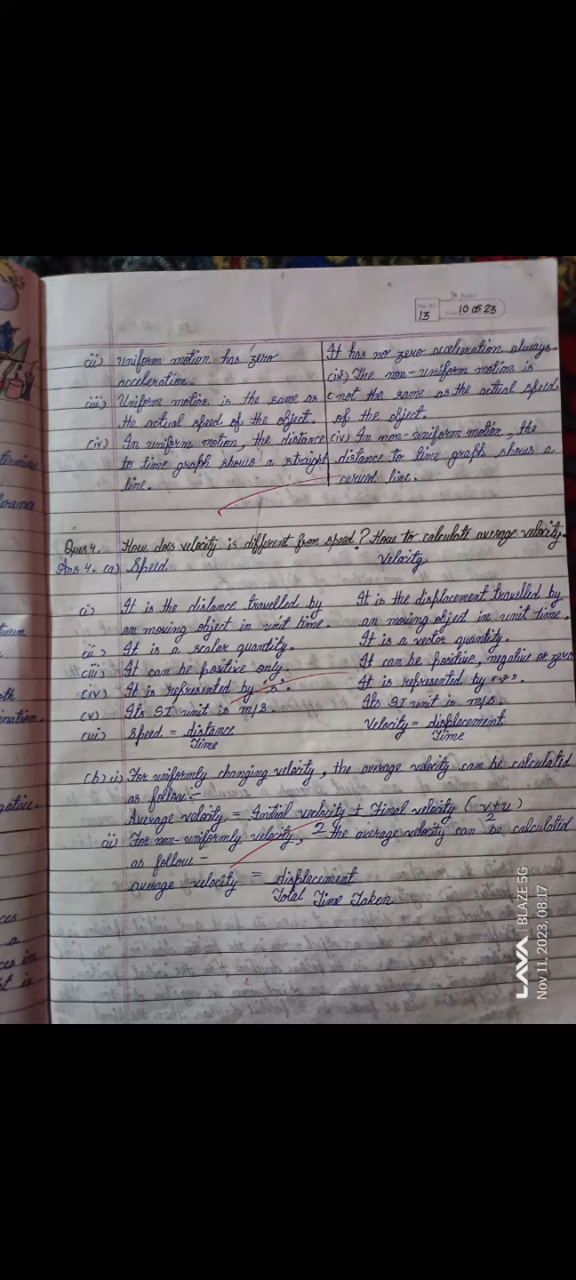 13
10 05 23
(ii) Uniform motion has zero
acceleration.
(iii) Uniform motion is the same as
the actual speed of the object.
(iv) In uniform motion, the distance
to time graph shows a straight
line.
It has no zero acceleration always.
(iii) The non-uniform motion is
not the same as the actual speed
of the object.
(iv) In non-uniform motion, the
distance to time graph shows a
curved line.
Ques 4. How does velocity is different from speed? How to calculate average velocity.
Ans 4. (a) Speed Velocity
(i) It is the distance travelled by
an moving object in unit time.
It is the displacement travelled by
an moving object in unit time.
(ii) It is a scalar quantity. It is a vector quantity.
(iii) It can be positive only. It can be positive, negative or zero
(iv) It is represented by 's'. It is represented by 'v'.
(v) Its SI unit is m/s. Its SI unit is m/s.
(vi) Speed = distance
Time
Velocity = displacement
Time
(b) i) For uniformly changing velocity, the average velocity can be calculated
as follow:-
Average velocity = Initial velocity + Final velocity (v+u)
2 2
ii) For non-uniformly velocity, the average velocity can be calculated
as follow -
average velocity = displacement
Total Time Taken
ference
oth
gative
ces
a
ces in
LAVA BLAZE 5G
Nov 11, 2023, 08:17